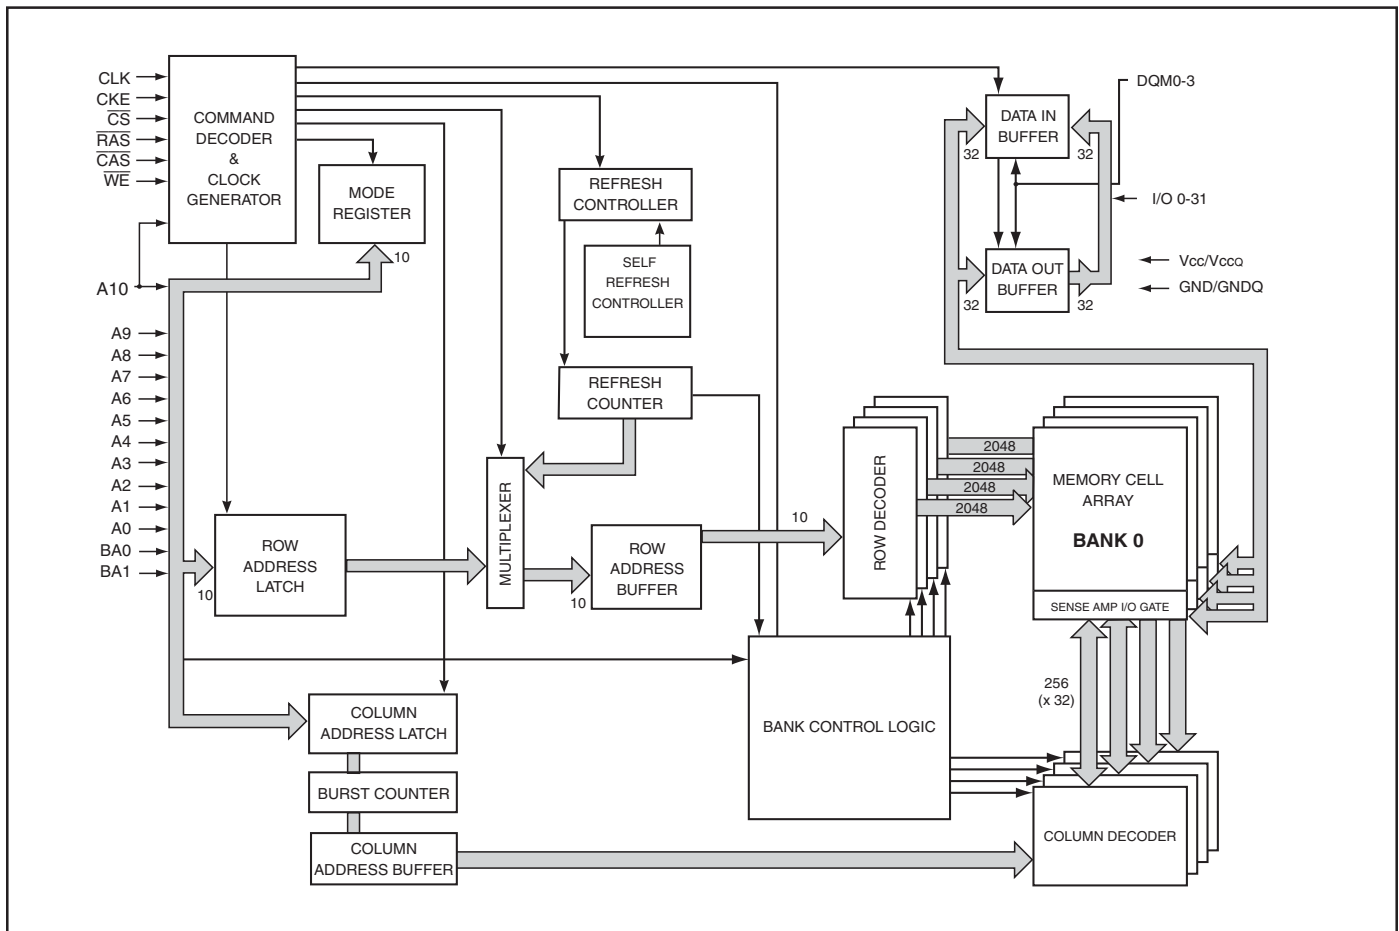 CLK
CKE
CS
RAS
CAS
WE
A10
A9
A8
A7
A6
A5
A4
A3
A2
A1
A0
BA0
BA1
COMMAND
DECODER
&
CLOCK
GENERATOR
MODE
REGISTER
10
REFRESH
CONTROLLER
SELF
REFRESH
CONTROLLER
REFRESH
COUNTER
DATA IN
BUFFER
32
32
DQM0-3
I/O 0-31
DATA OUT
BUFFER
32
32
Vcc/VccQ
GND/GNDQ
10
ROW
ADDRESS
LATCH
MULTIPLEXER
10
ROW
ADDRESS
BUFFER
10
ROW DECODER
2048
2048
2048
2048
MEMORY CELL
ARRAY
BANK 0
SENSE AMP I/O GATE
256
(x 32)
BANK CONTROL LOGIC
COLUMN
ADDRESS LATCH
BURST COUNTER
COLUMN
ADDRESS BUFFER
COLUMN DECODER